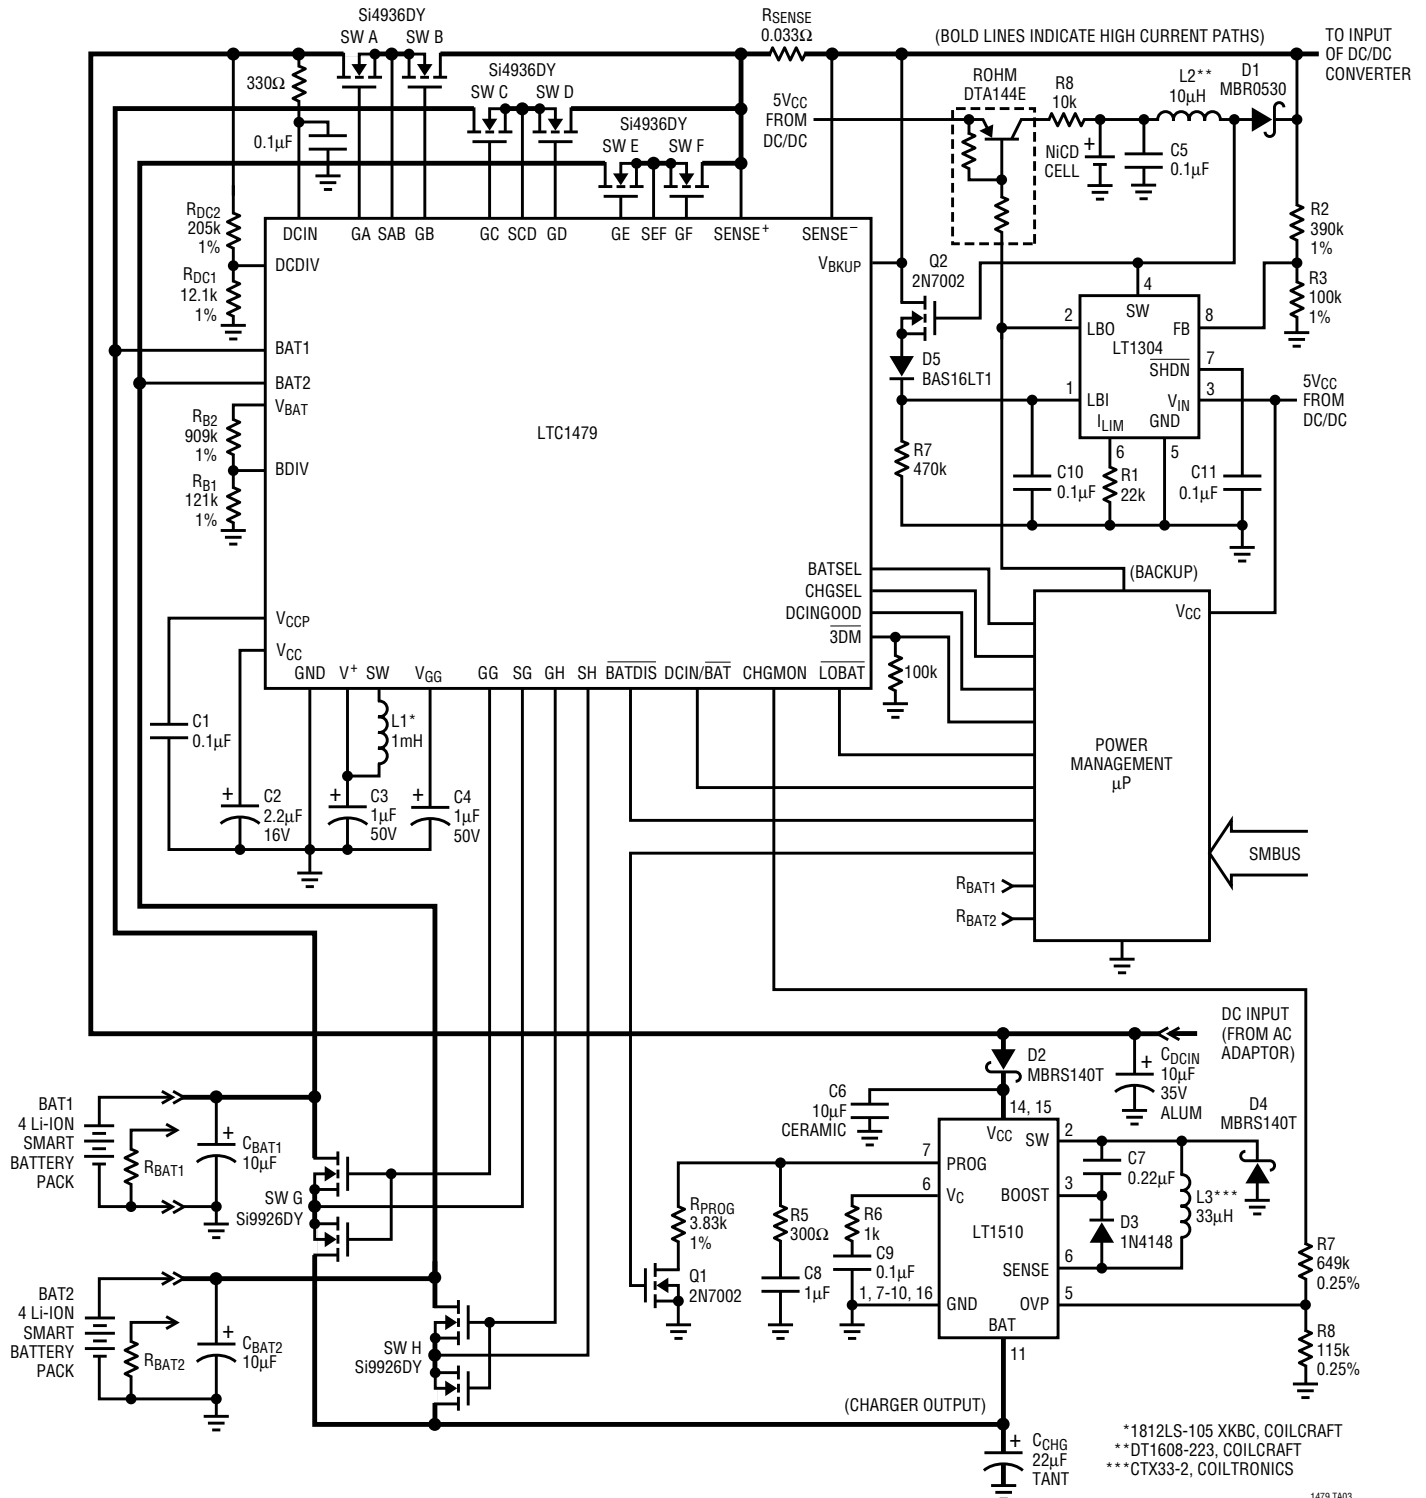 Si4936DY
SW A
SW B
RSENSE
0.033Ω
(BOLD LINES INDICATE HIGH CURRENT PATHS)
TO INPUT
OF DC/DC
CONVERTER
330Ω
0.1µF
Si4936DY
SW C
SW D
Si4936DY
SW E
SW F
5VCC
FROM
DC/DC
ROHM
DTA144E
R8
10k
L2**
10µH
D1
MBR0530
NiCD
CELL
C5
0.1µF
RDC2
205k
1%
RDC1
12.1k
1%
R2
390k
1%
R3
100k
1%
DCIN
GA
SAB
GB
GC
SCD
GD
GE
SEF
GF
SENSE+
SENSE−
DCDIV
VBKUP
BAT1
BAT2
VBAT
BDIV
RB2
909k
1%
RB1
121k
1%
LTC1479
Q2
2N7002
D5
BAS16LT1
R7
470k
4
SW
2
LBO
FB
8
LT1304
SHDN
7
1
LBI
VIN
3
ILIM
GND
6
5
5VCC
FROM
DC/DC
C10
0.1µF
R1
22k
C11
0.1µF
BATSEL
CHGSEL
DCINGOOD
3DM
(BACKUP)
VCC
100k
VCCP
VCC
GND
V+
SW
VGG
GG
SG
GH
SH
BATDIS
DCIN/BAT
CHGMON
LOBAT
C1
0.1µF
L1*
1mH
C2
2.2µF
16V
+
C3
1µF
50V
+
C4
1µF
50V
+
POWER
MANAGEMENT
µP
SMBUS
RBAT1
RBAT2
DC INPUT
(FROM AC
ADAPTOR)
D2
MBRS140T
+
CDCIN
10µF
35V
ALUM
C6
10µF
CERAMIC
D4
MBRS140T
14, 15
VCC
SW
2
7
PROG
6
VC
BOOST
3
LT1510
SENSE
6
1, 7-10, 16
GND
OVP
5
BAT
11
C7
0.22µF
L3***
33µH
D3
1N4148
RPROG
3.83k
1%
R5
300Ω
R6
1k
C9
0.1µF
C8
1µF
Q1
2N7002
R7
649k
0.25%
R8
115k
0.25%
BAT1
4 Li-ION
SMART
BATTERY
PACK
RBAT1
+
CBAT1
10µF
SW G
Si9926DY
BAT2
4 Li-ION
SMART
BATTERY
PACK
RBAT2
+
CBAT2
10µF
SW H
Si9926DY
(CHARGER OUTPUT)
+
CCHG
22µF
TANT
*1812LS-105 XKBC, COILCRAFT
**DT1608-223, COILCRAFT
***CTX33-2, COILTRONICS
1479 TA03